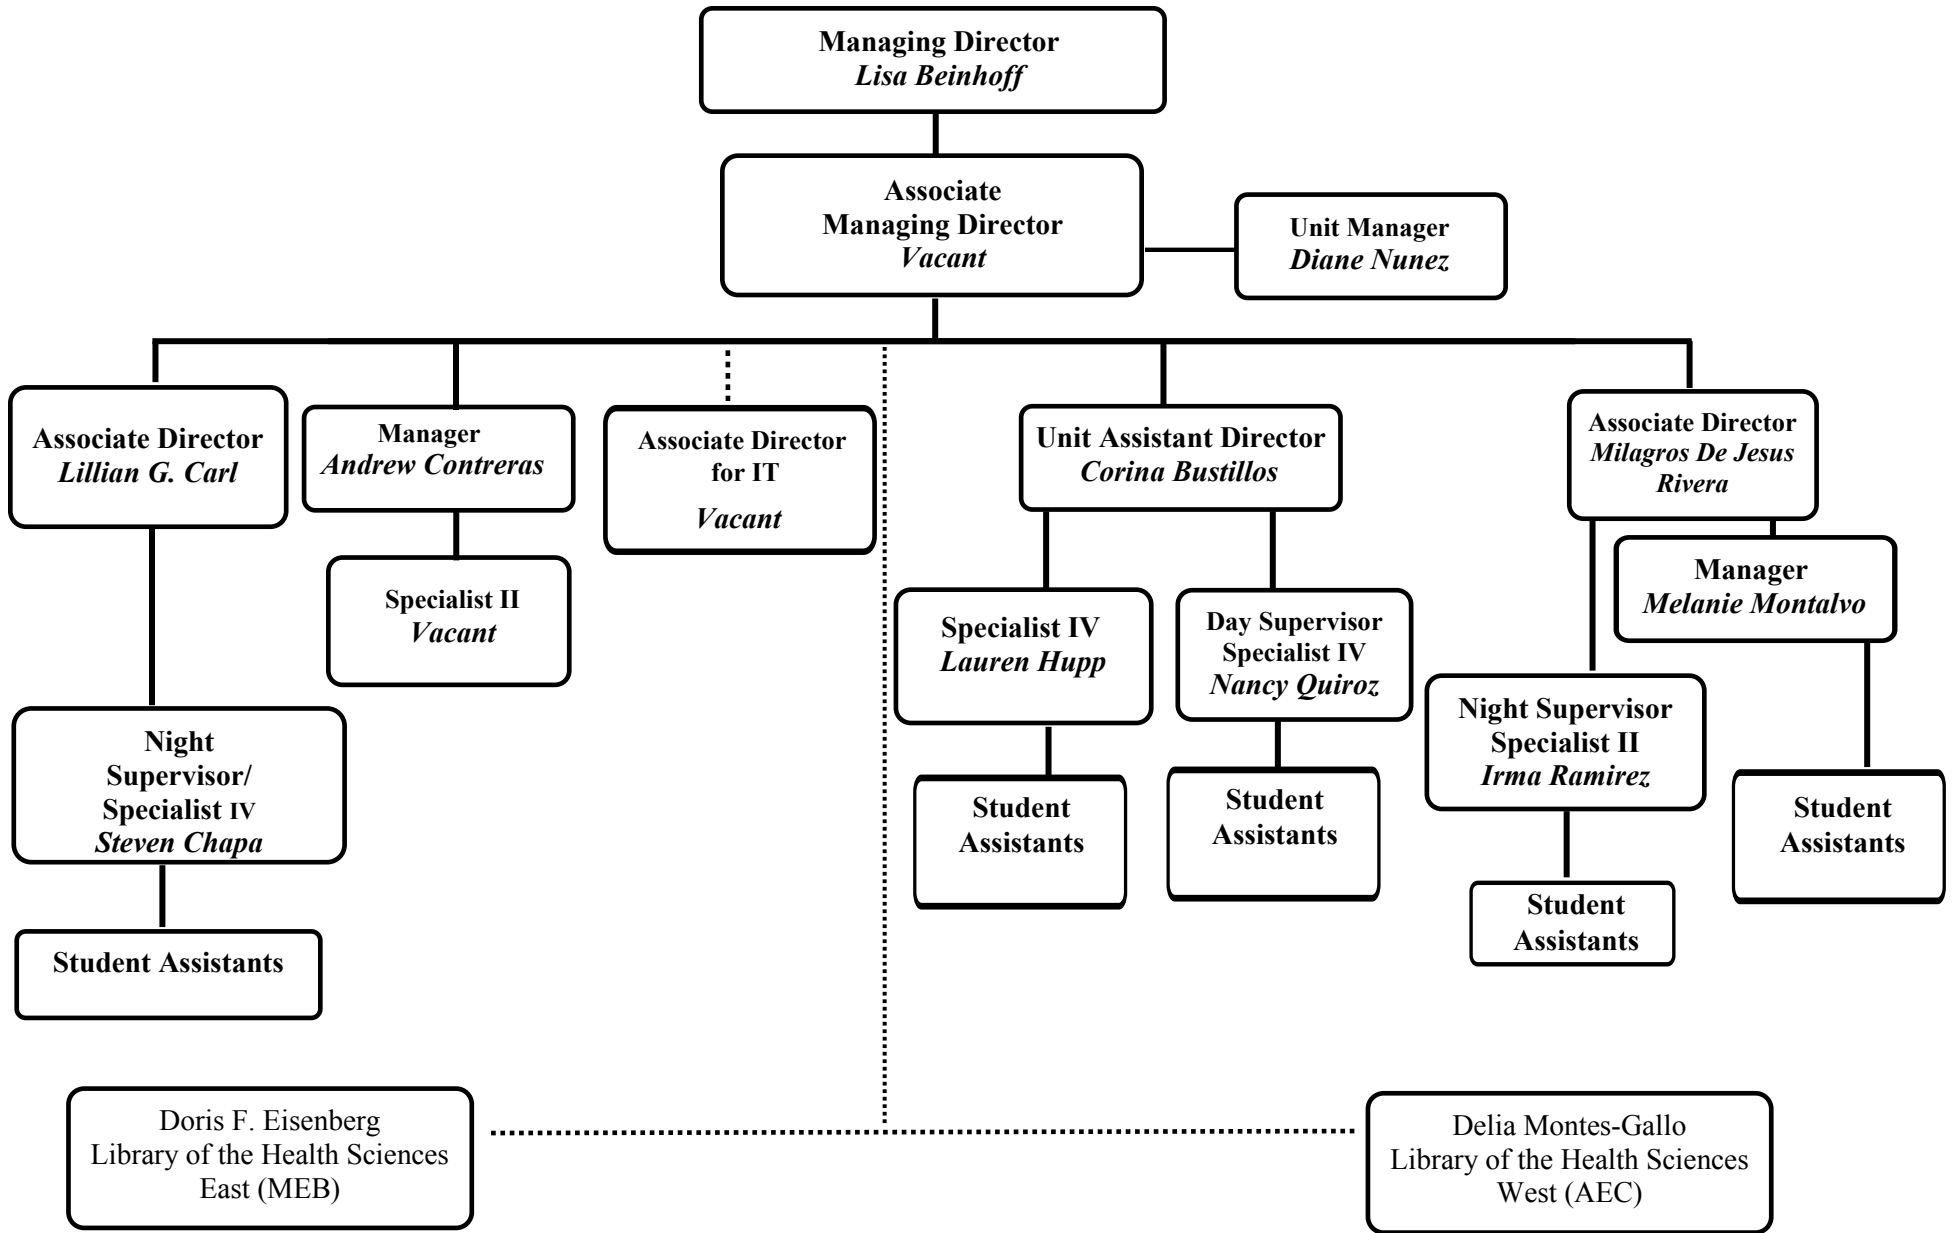 Managing Director
Lisa Beinhoff
Associate
Managing Director
Vacant
Unit Manager
Diane Nunez
Associate Director
Lillian G. Carl
Manager
Andrew Contreras
Associate Director
for IT
Vacant
Unit Assistant Director
Corina Bustillos
Associate Director
Milagros De Jesus
Rivera
Specialist II
Vacant
Specialist IV
Lauren Hupp
Day Supervisor
Specialist IV
Nancy Quiroz
Manager
Melanie Montalvo
Night
Supervisor/
Specialist IV
Steven Chapa
Night Supervisor
Specialist II
Irma Ramirez
Student
Assistants
Student
Assistants
Student
Assistants
Student
Assistants
Student Assistants
Doris F. Eisenberg
Library of the Health Sciences
East (MEB)
Delia Montes-Gallo
Library of the Health Sciences
West (AEC)